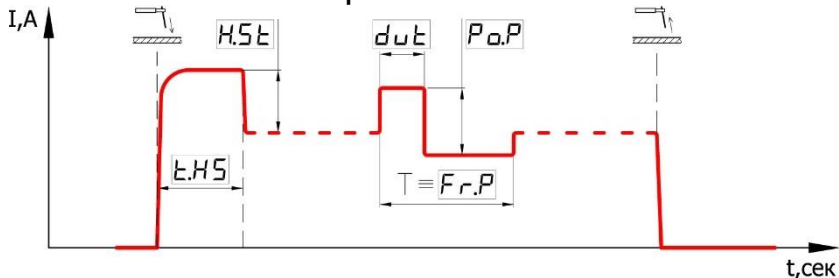 I,A
H.St
dut
Po.P
t.HS
T ≡ Fr.P
t,сек